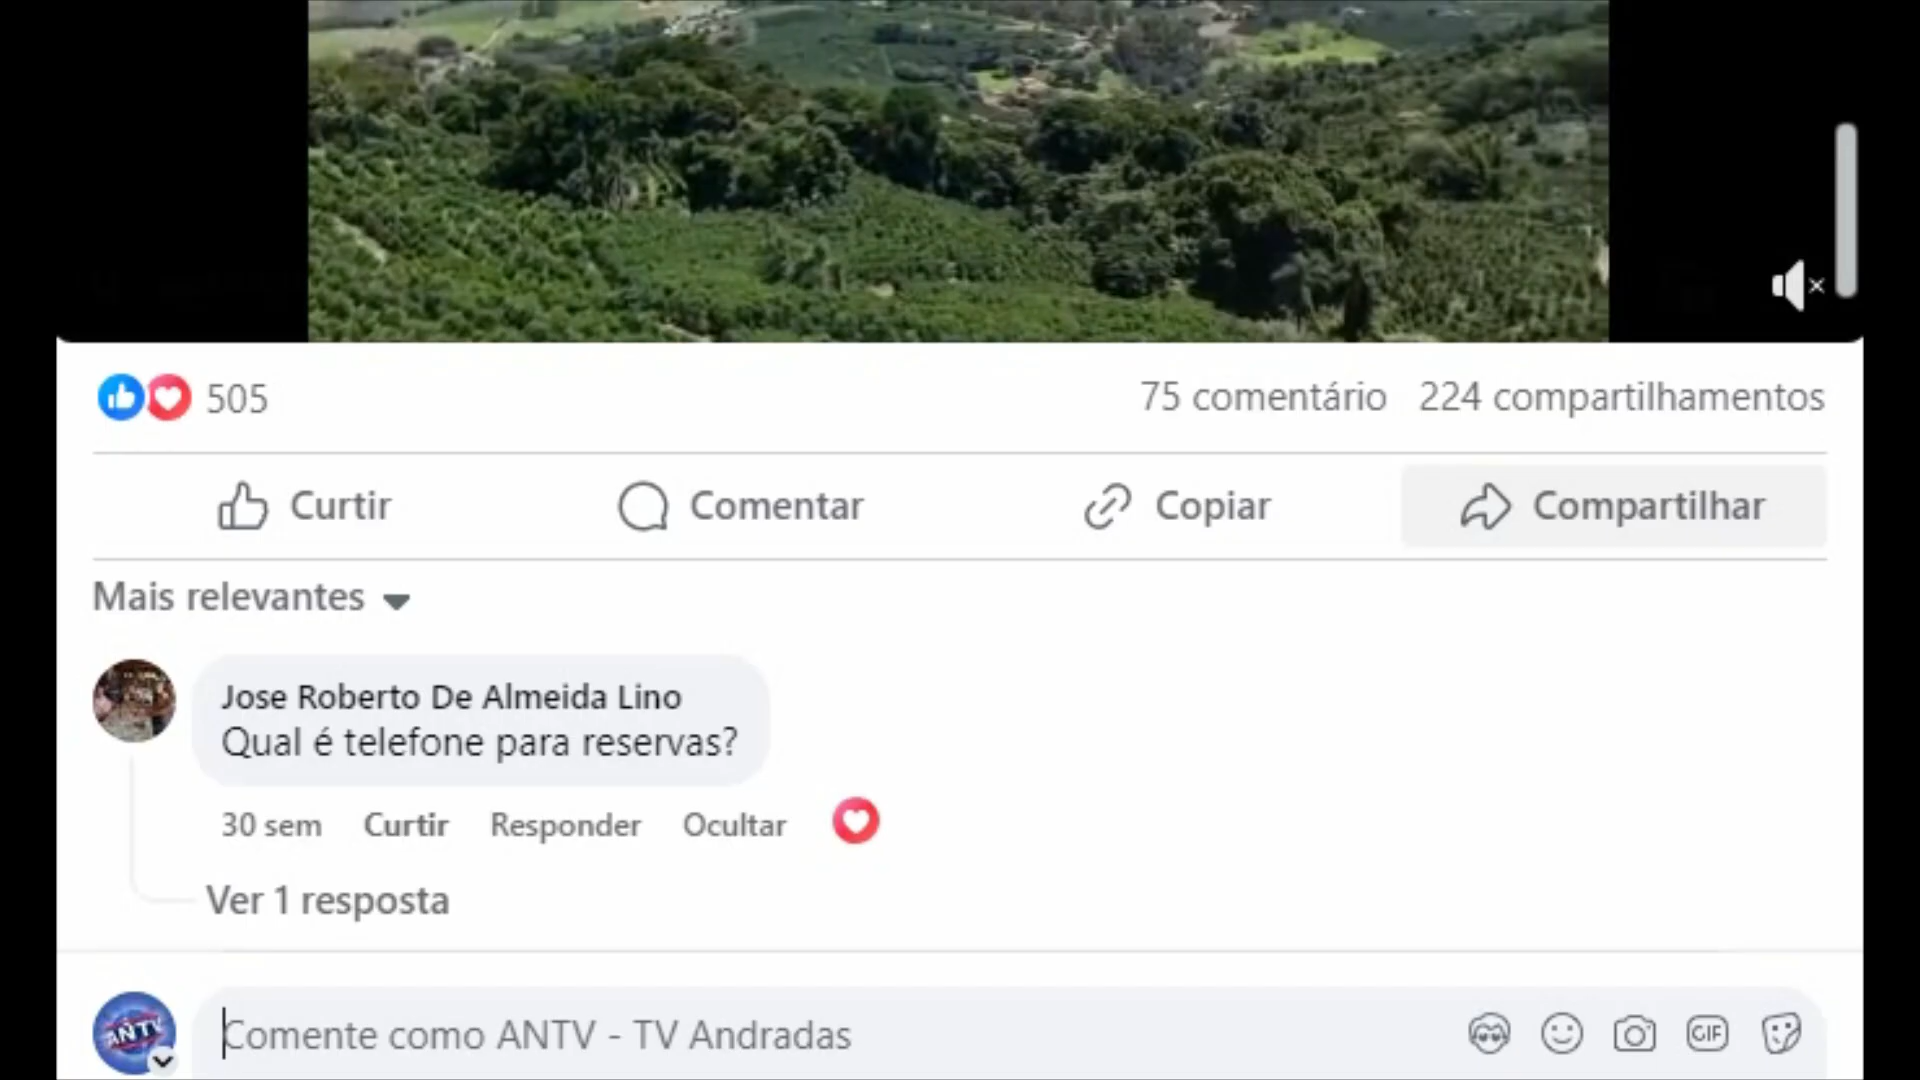 505
75 comentário 224 compartilhamentos
Curtir Comentar Copiar Compartilhar
Mais relevantes
Jose Roberto De Almeida Lino
Qual é telefone para reservas?
30 sem Curtir Responder Ocultar
Ver 1 resposta
ANTV
Comente como ANTV - TV Andradas
GIF